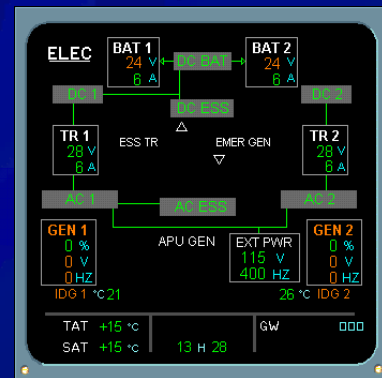 ELEC
BAT 1
24 V
6 A
DC BAT
BAT 2
24 V
6 A
DC 1
DC ESS
DC 2
TR 1
28 V
6 A
ESS TR
EMER GEN
TR 2
28 V
6 A
AC 1
AC ESS
AC 2
GEN 1
0 %
0 V
0 HZ
APU GEN
EXT PWR
115 V
400 HZ
GEN 2
0 %
0 V
0 HZ
IDG 1 °C 21
26 °C IDG 2
TAT +15 °C
GW
SAT +15 °C
13 H 28